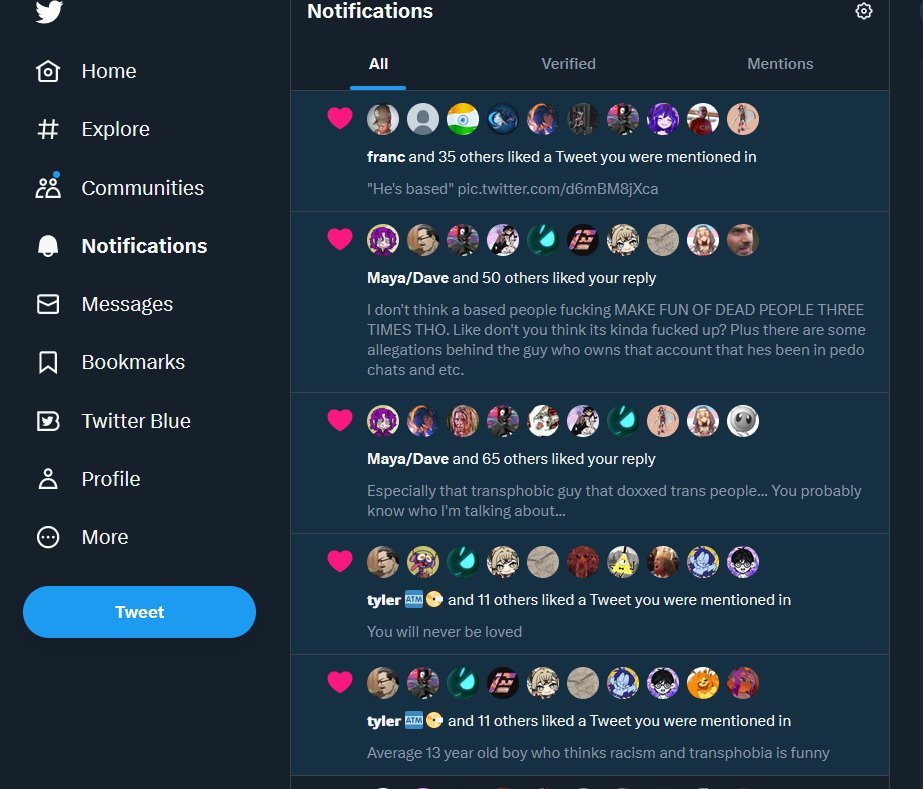 Notifications
Home
Explore
Communities
Notifications
Messages
Bookmarks
Twitter Blue
Profile
More
Tweet
All
Verified
Mentions
franc and 35 others liked a Tweet you were mentioned in
"He's based" pic.twitter.com/d6mBM8jXca
Maya/Dave and 50 others liked your reply
I don't think a based people fucking MAKE FUN OF DEAD PEOPLE THREE
TIMES THO. Like don't you think its kinda fucked up? Plus there are some
allegations behind the guy who owns that account that hes been in pedo
chats and etc.
Maya/Dave and 65 others liked your reply
Especially that transphobic guy that doxxed trans people... You probably
know who I'm talking about...
tyler 🏧 and 11 others liked a Tweet you were mentioned in
You will never be loved
tyler 🏧 and 11 others liked a Tweet you were mentioned in
Average 13 year old boy who thinks racism and transphobia is funny